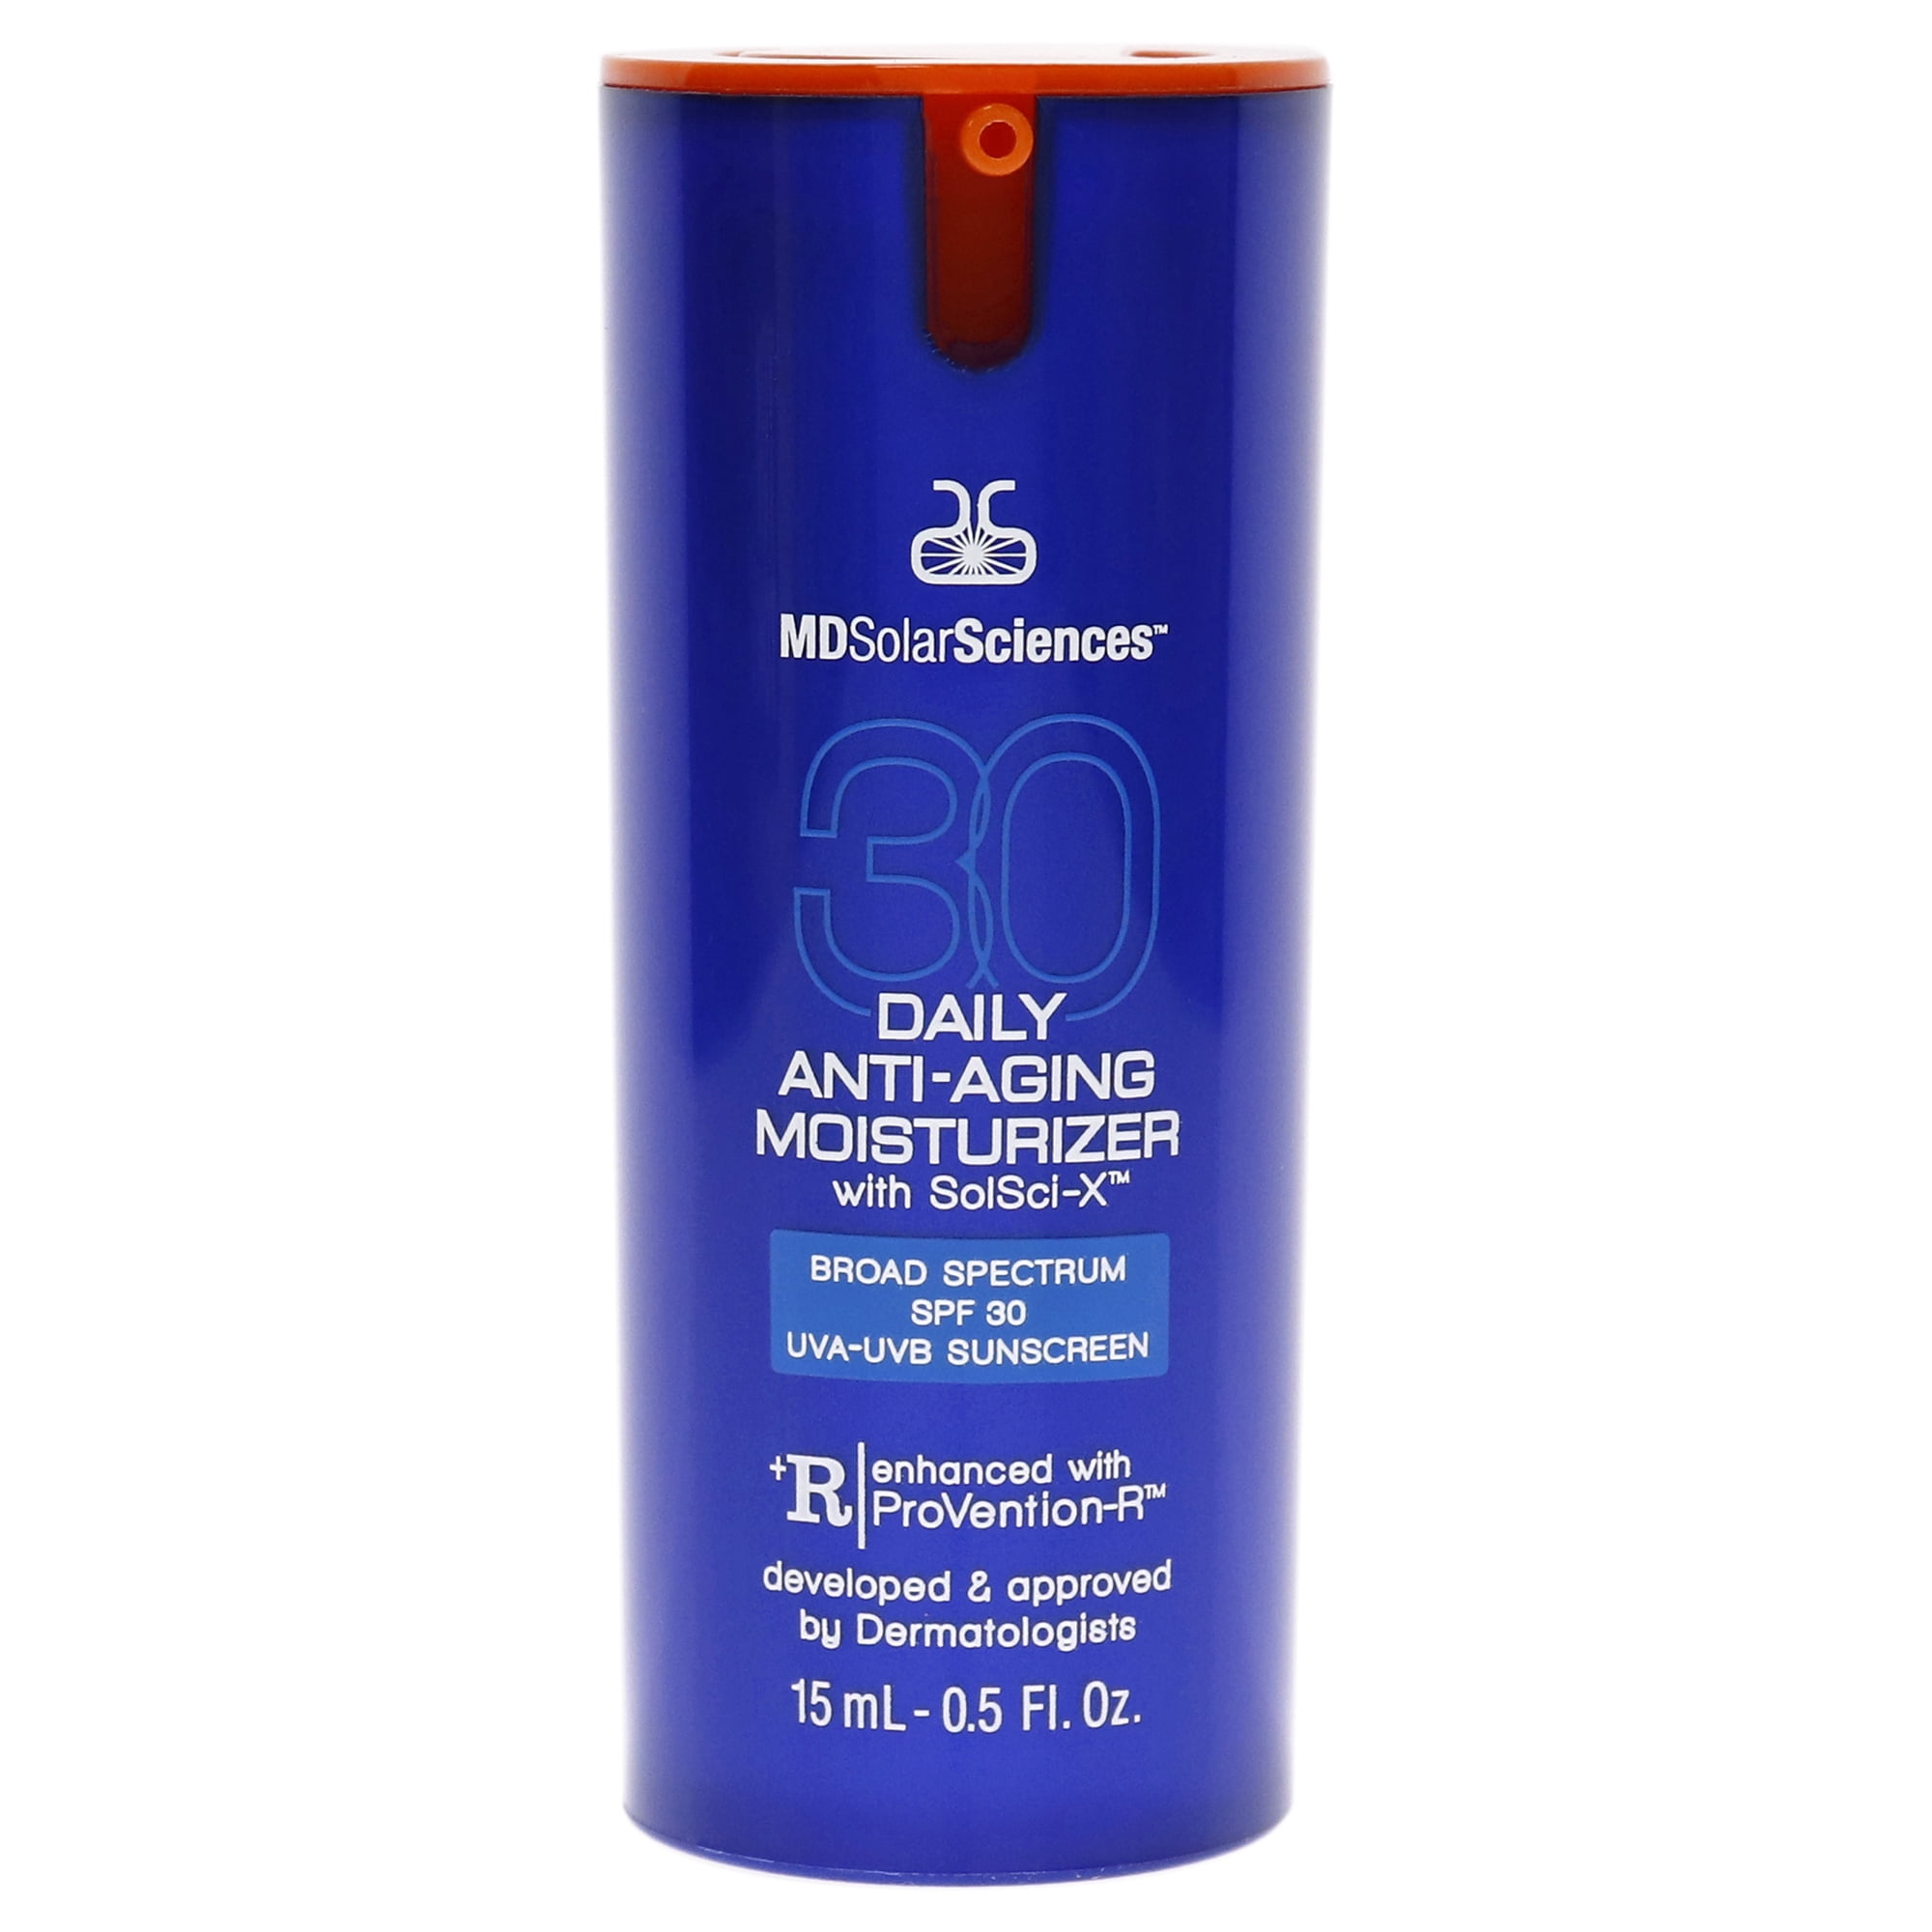 MDSolarSciences™
30
DAILY
ANTI-AGING
MOISTURIZER
with SolSci-X™
BROAD SPECTRUM
SPF 30
UVA-UVB SUNSCREEN
+R enhanced with
ProVention-R™
developed & approved
by Dermatologists
15 mL - 0.5 Fl. Oz.